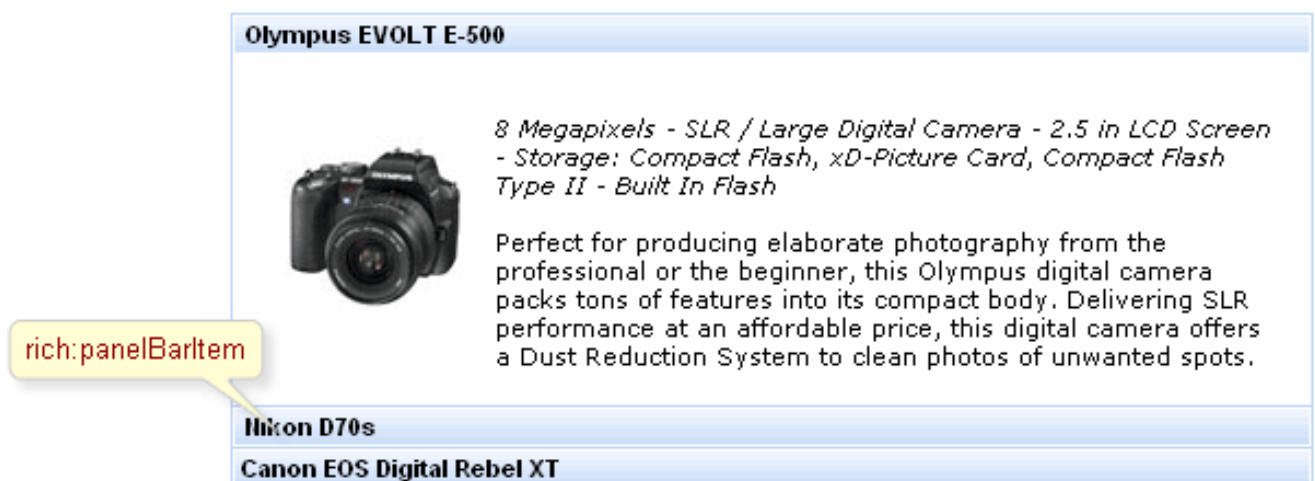 Olympus EVOLT E-500
8 Megapixels - SLR / Large Digital Camera - 2.5 in LCD Screen
- Storage: Compact Flash, xD-Picture Card, Compact Flash
Type II - Built In Flash
OLYMPUS
Perfect for producing elaborate photography from the
professional or the beginner, this Olympus digital camera
packs tons of features into its compact body. Delivering SLR
performance at an affordable price, this digital camera offers
a Dust Reduction System to clean photos of unwanted spots.
rich:panelBarItem
Nikon D70s
Canon EOS Digital Rebel XT